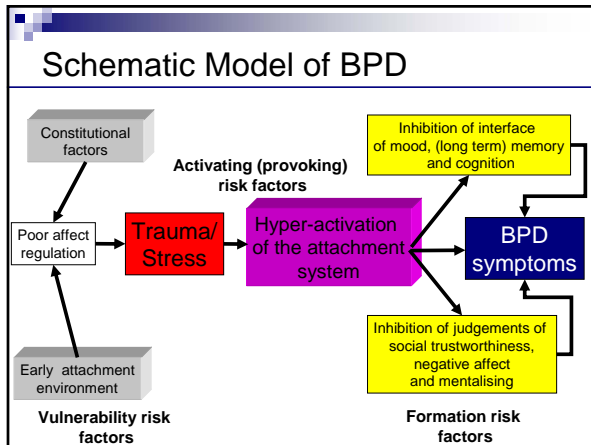 Schematic Model of BPD
Constitutional
factors
Activating (provoking)
risk factors
Inhibition of interface
of mood, (long term) memory
and cognition
Poor affect
regulation
Trauma/
Stress
Hyper-activation
of the attachment
system
BPD
symptoms
Early attachment
environment
Inhibition of judgements of
social trustworthiness,
negative affect
and mentalising
Vulnerability risk
factors
Formation risk
factors